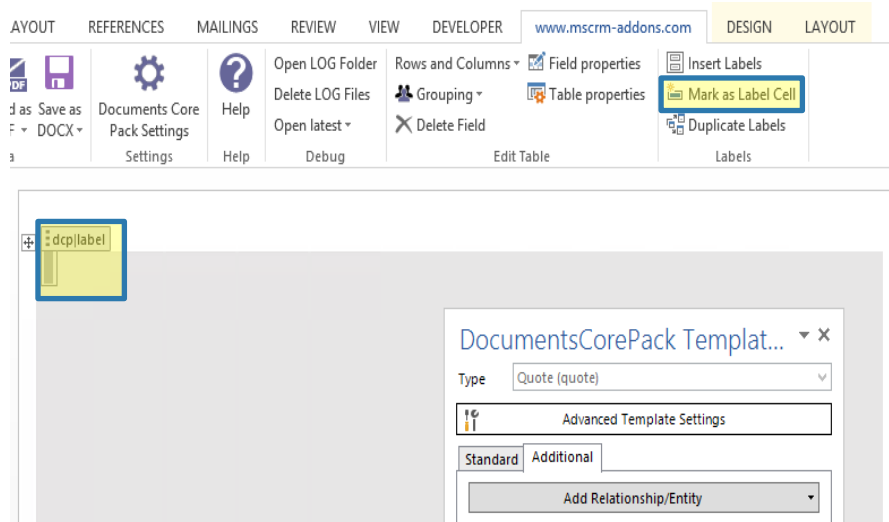 AYOUT REFERENCES MAILINGS REVIEW VIEW DEVELOPER www.mscrm-addons.com DESIGN LAYOUT
Open LOG Folder Rows and Columns Field properties Insert Labels
Delete LOG Files Grouping Table properties Mark as Label Cell
d as Save as Documents Core Help
F DOCX Pack Settings Open latest Delete Field Duplicate Labels
a Settings Help Debug Edit Table Labels
dcp|label
DocumentsCorePack Templat...
Type Quote (quote)
Advanced Template Settings
Standard Additional
Add Relationship/Entity